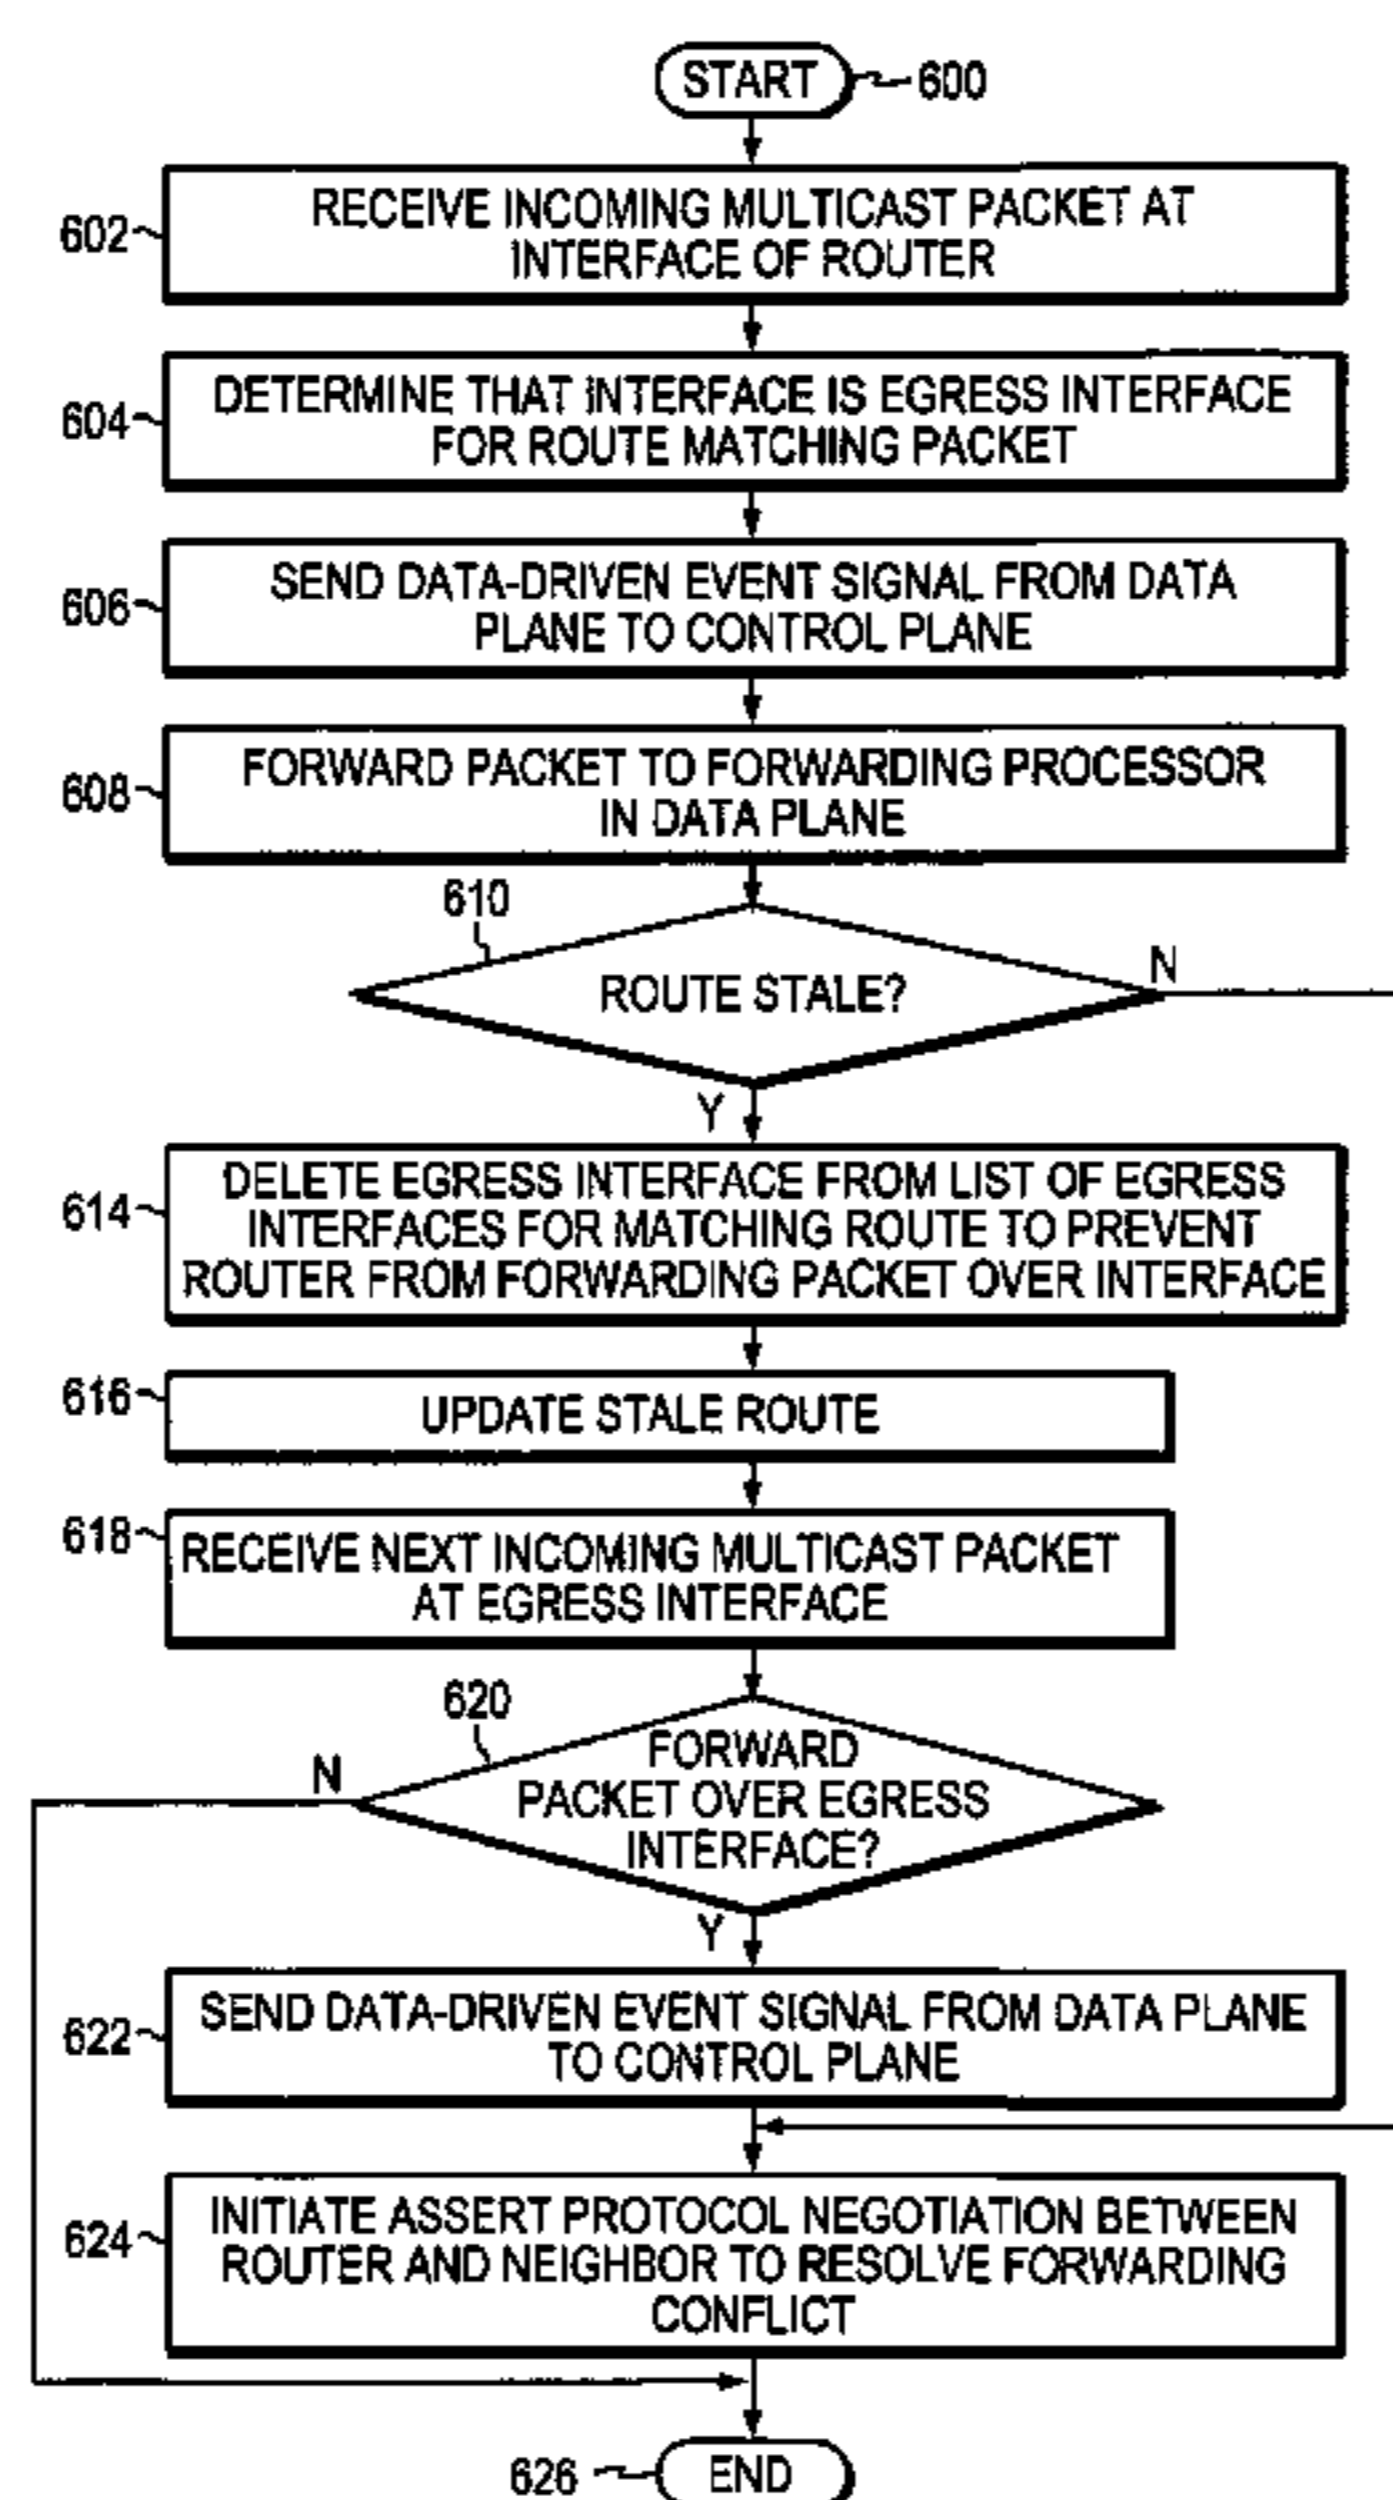 START 600
602 RECEIVE INCOMING MULTICAST PACKET AT
INTERFACE OF ROUTER
604 DETERMINE THAT INTERFACE IS EGRESS INTERFACE
FOR ROUTE MATCHING PACKET
606 SEND DATA-DRIVEN EVENT SIGNAL FROM DATA
PLANE TO CONTROL PLANE
608 FORWARD PACKET TO FORWARDING PROCESSOR
IN DATA PLANE
610
ROUTE STALE?
N
Y
614 DELETE EGRESS INTERFACE FROM LIST OF EGRESS
INTERFACES FOR MATCHING ROUTE TO PREVENT
ROUTER FROM FORWARDING PACKET OVER INTERFACE
616 UPDATE STALE ROUTE
618 RECEIVE NEXT INCOMING MULTICAST PACKET
AT EGRESS INTERFACE
620
N
FORWARD
PACKET OVER EGRESS
INTERFACE?
Y
622 SEND DATA-DRIVEN EVENT SIGNAL FROM DATA PLANE
TO CONTROL PLANE
624 INITIATE ASSERT PROTOCOL NEGOTIATION BETWEEN
ROUTER AND NEIGHBOR TO RESOLVE FORWARDING
CONFLICT
626 END